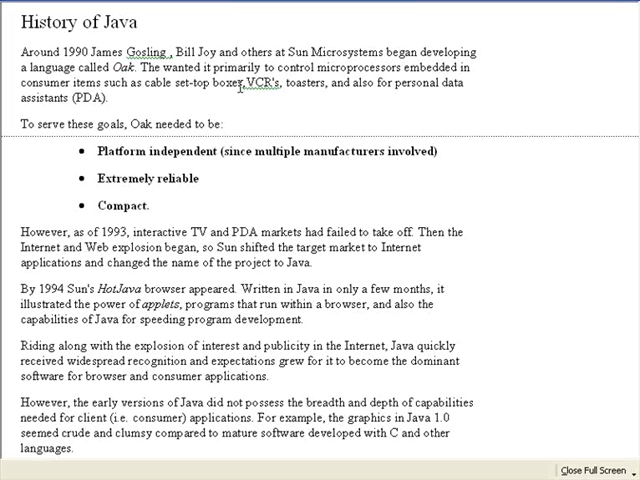 History of Java
Around 1990 James Gosling , Bill Joy and others at Sun Microsystems began developing
a language called Oak. The wanted it primarily to control microprocessors embedded in
consumer items such as cable set-top boxes,VCR's, toasters, and also for personal data
assistants (PDA).
To serve these goals, Oak needed to be:
• Platform independent (since multiple manufacturers involved)
• Extremely reliable
• Compact.
However, as of 1993, interactive TV and PDA markets had failed to take off. Then the
Internet and Web explosion began, so Sun shifted the target market to Internet
applications and changed the name of the project to Java.
By 1994 Sun's HotJava browser appeared. Written in Java in only a few months, it
illustrated the power of applets, programs that run within a browser, and also the
capabilities of Java for speeding program development.
Riding along with the explosion of interest and publicity in the Internet, Java quickly
received widespread recognition and expectations grew for it to become the dominant
software for browser and consumer applications.
However, the early versions of Java did not possess the breadth and depth of capabilities
needed for client (i.e. consumer) applications. For example, the graphics in Java 1.0
seemed crude and clumsy compared to mature software developed with C and other
languages.
Close Full Screen